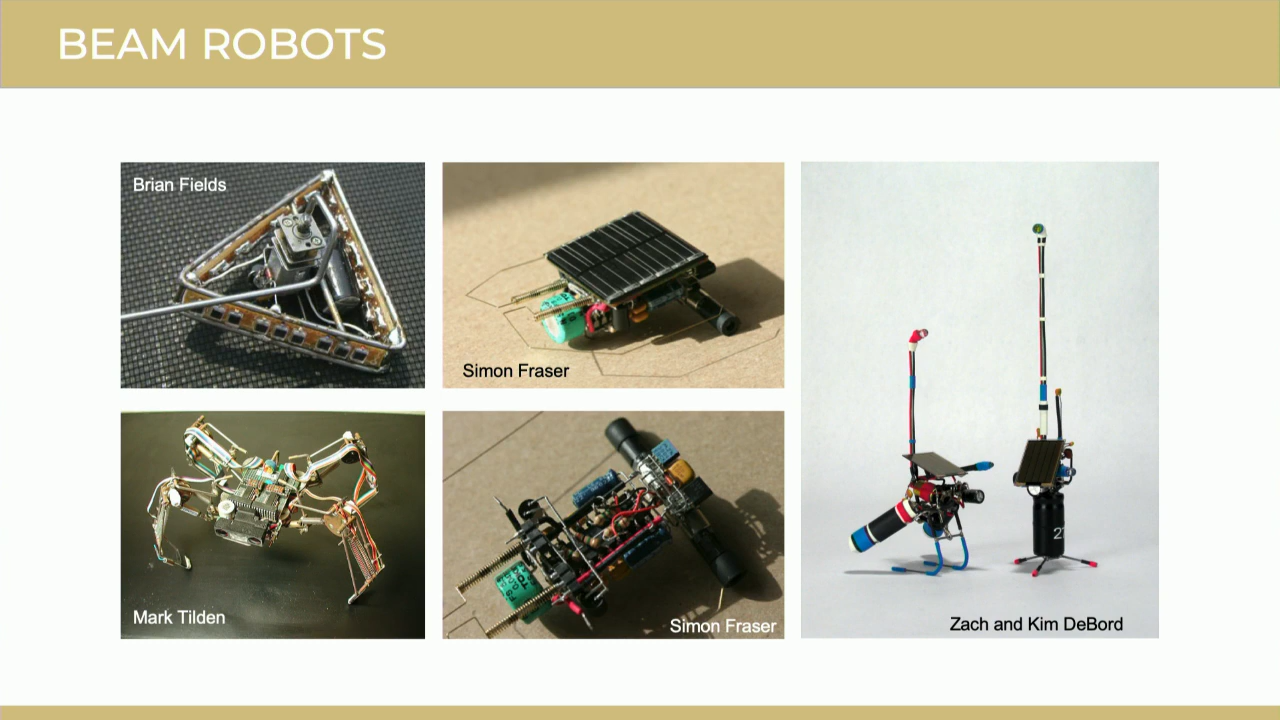 BEAM ROBOTS
Brian Fields
Simon Fraser
Mark Tilden
Simon Fraser
Zach and Kim DeBord